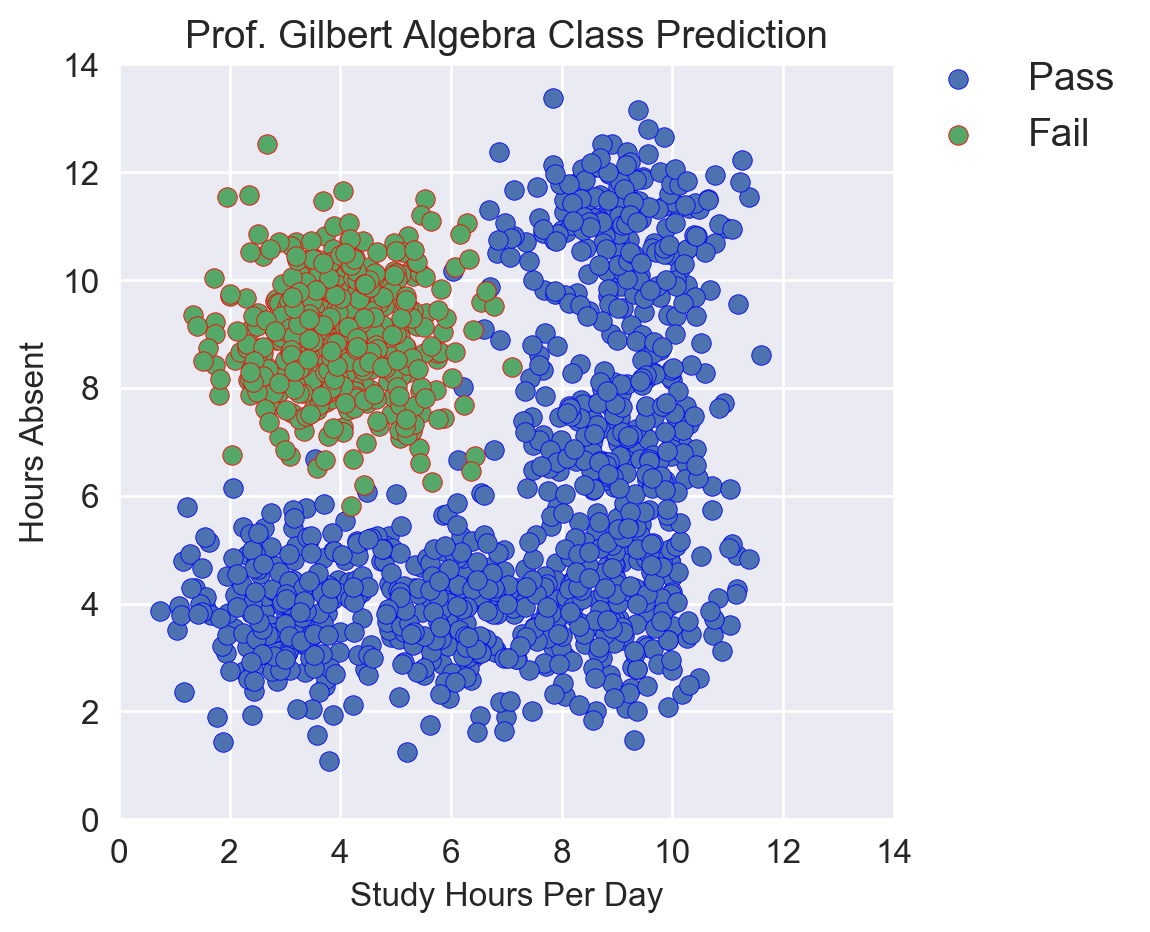 Prof. Gilbert Algebra Class Prediction
Pass
Fail
14
12
10
8
6
4
2
0
Hours Absent
0 2 4 6 8 10 12 14
Study Hours Per Day